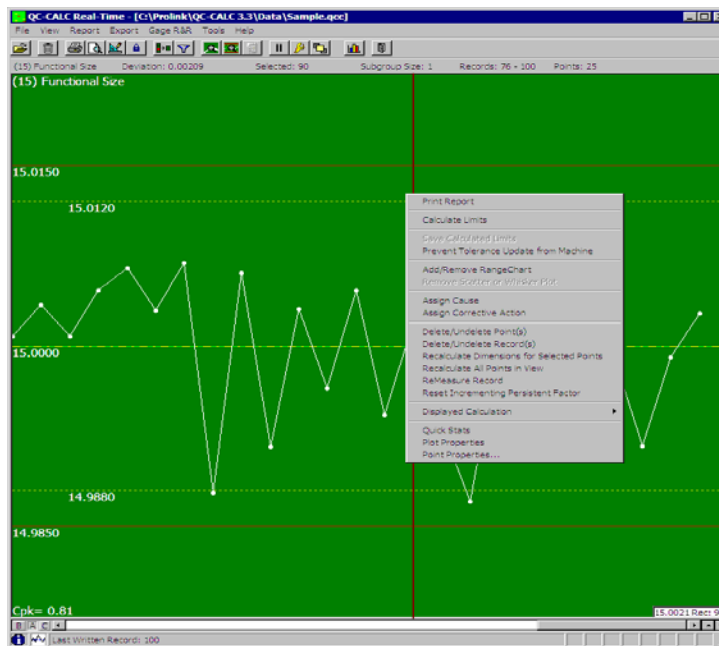 QC-CALC Real-Time - [C:\Prolink\QC-CALC 3.3\Data\Sample.qcc]
File View Report Export Gage R&R Tools Help
(15) Functional Size Deviation: 0.00209 Selected: 90 Subgroup Size: 1 Records: 76 - 100 Points: 25
(15) Functional Size
15.0150
15.0120
Print Report
Calculate Limits
Save Calculated Limits
Prevent Tolerance Update from Machine
Add/Remove RangeChart
Remove Scatter or Whisker Plot
Assign Cause
Assign Corrective Action
Delete/Undelete Point(s)
Delete/Undelete Record(s)
15.0000
Recalculate Dimensions for Selected Points
Recalculate All Points in View
ReMeasure Record
Reset Incrementing Persistent Factor
Displayed Calculation
Quick Stats
Plot Properties
Point Properties...
14.9880
14.9850
Cpk= 0.81
15.0021 Rec: 9
B A C
Last Written Record: 100